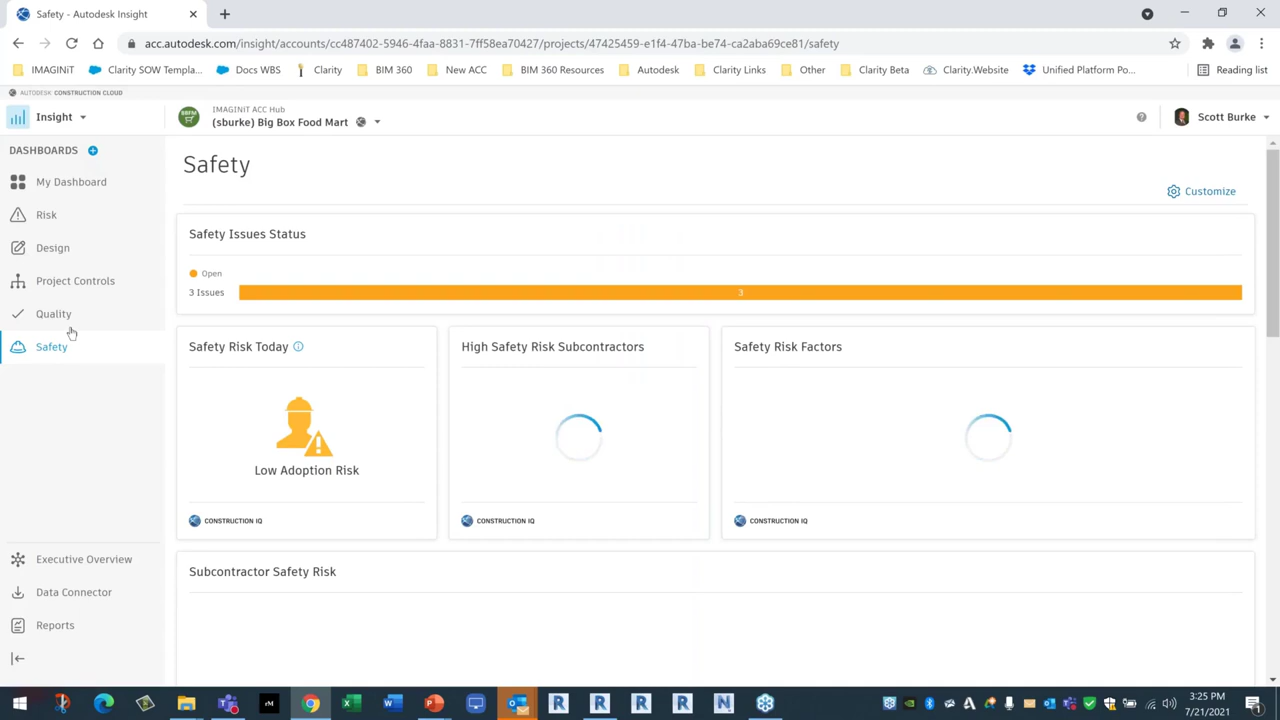 Safety - Autodesk Insight
acc.autodesk.com/insight/accounts/cc487402-5946-4faa-8831-7ff58ea70427/projects/47425459-e1f4-47ba-be74-ca2aba69ce81/safety
IMAGINiT
Clarity SOW Templa...
Docs WBS
Clarity
BIM 360
New ACC
BIM 360 Resources
Autodesk
Clarity Links
Other
Clarity Beta
Clarity.Website
Unified Platform Po...
Reading list
AUTODESK CONSTRUCTION CLOUD
Insight
SBFM
IMAGINiT ACC Hub
(sburke) Big Box Food Mart
Scott Burke
DASHBOARDS
My Dashboard
Risk
Design
Project Controls
Quality
Safety
Executive Overview
Data Connector
Reports
Safety
Customize
Safety Issues Status
Open
3 Issues
3
Safety Risk Today
Low Adoption Risk
CONSTRUCTION IQ
High Safety Risk Subcontractors
CONSTRUCTION IQ
Safety Risk Factors
CONSTRUCTION IQ
Subcontractor Safety Risk
rM
R
R
R
R
N
3:25 PM
7/21/2021
1